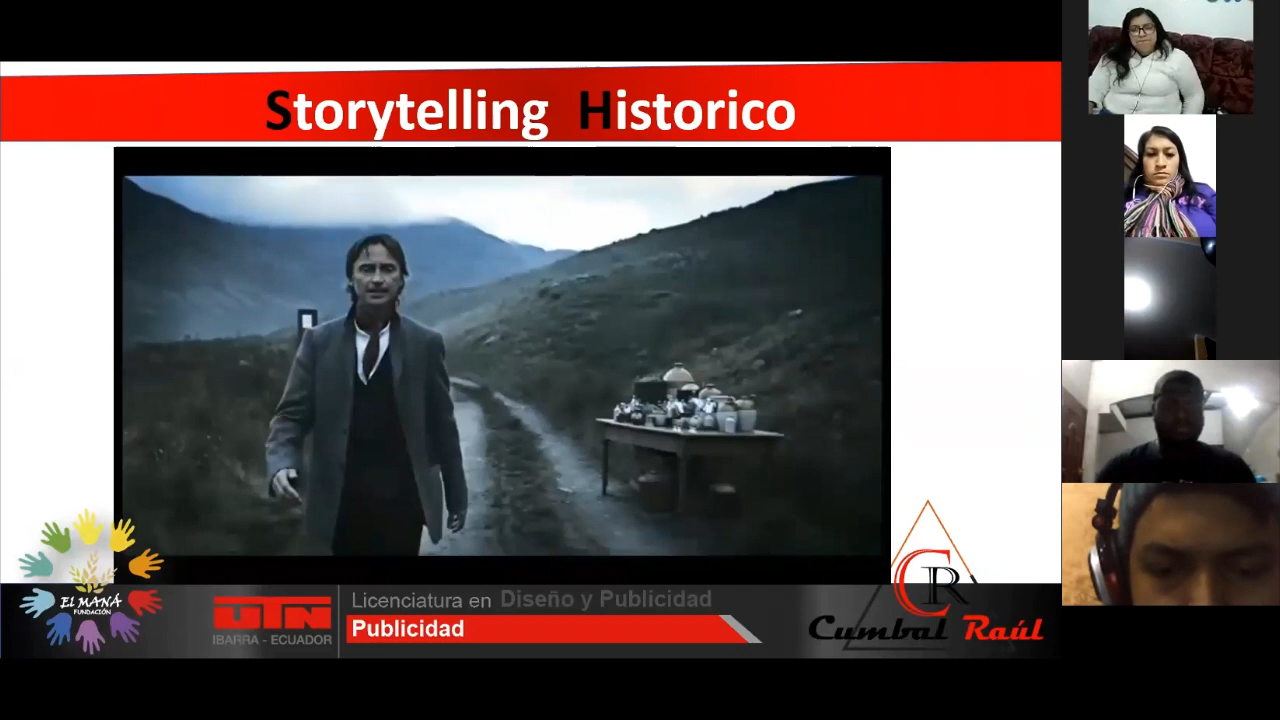 Storytelling Historico
EL MANÁ
FUNDACIÓN
UTN
IBARRA - ECUADOR
Licenciatura en Diseño y Publicidad
Publicidad
CR
Cumbal Raúl